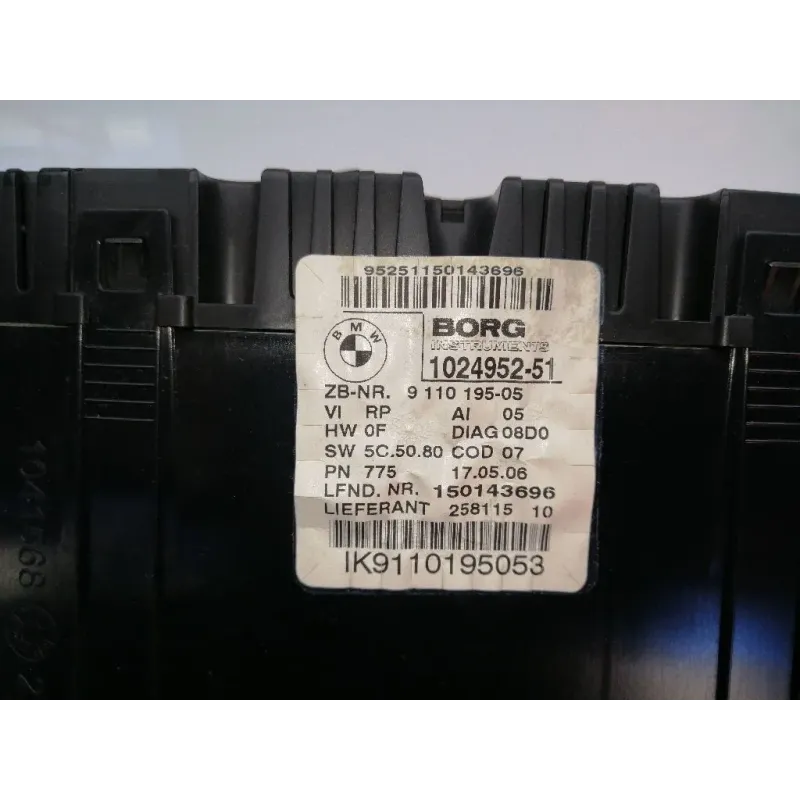 95251150143696
BMW
BORG
INSTRUMENTS
1024952-51
ZB-NR. 9 110 195-05
VI RP AI 05
HW 0F DIAG 08D0
SW 5C.50.80 COD 07
PN 775 17.05.06
LFND. NR. 150143696
LIEFERANT 258115 10
IK9110195053